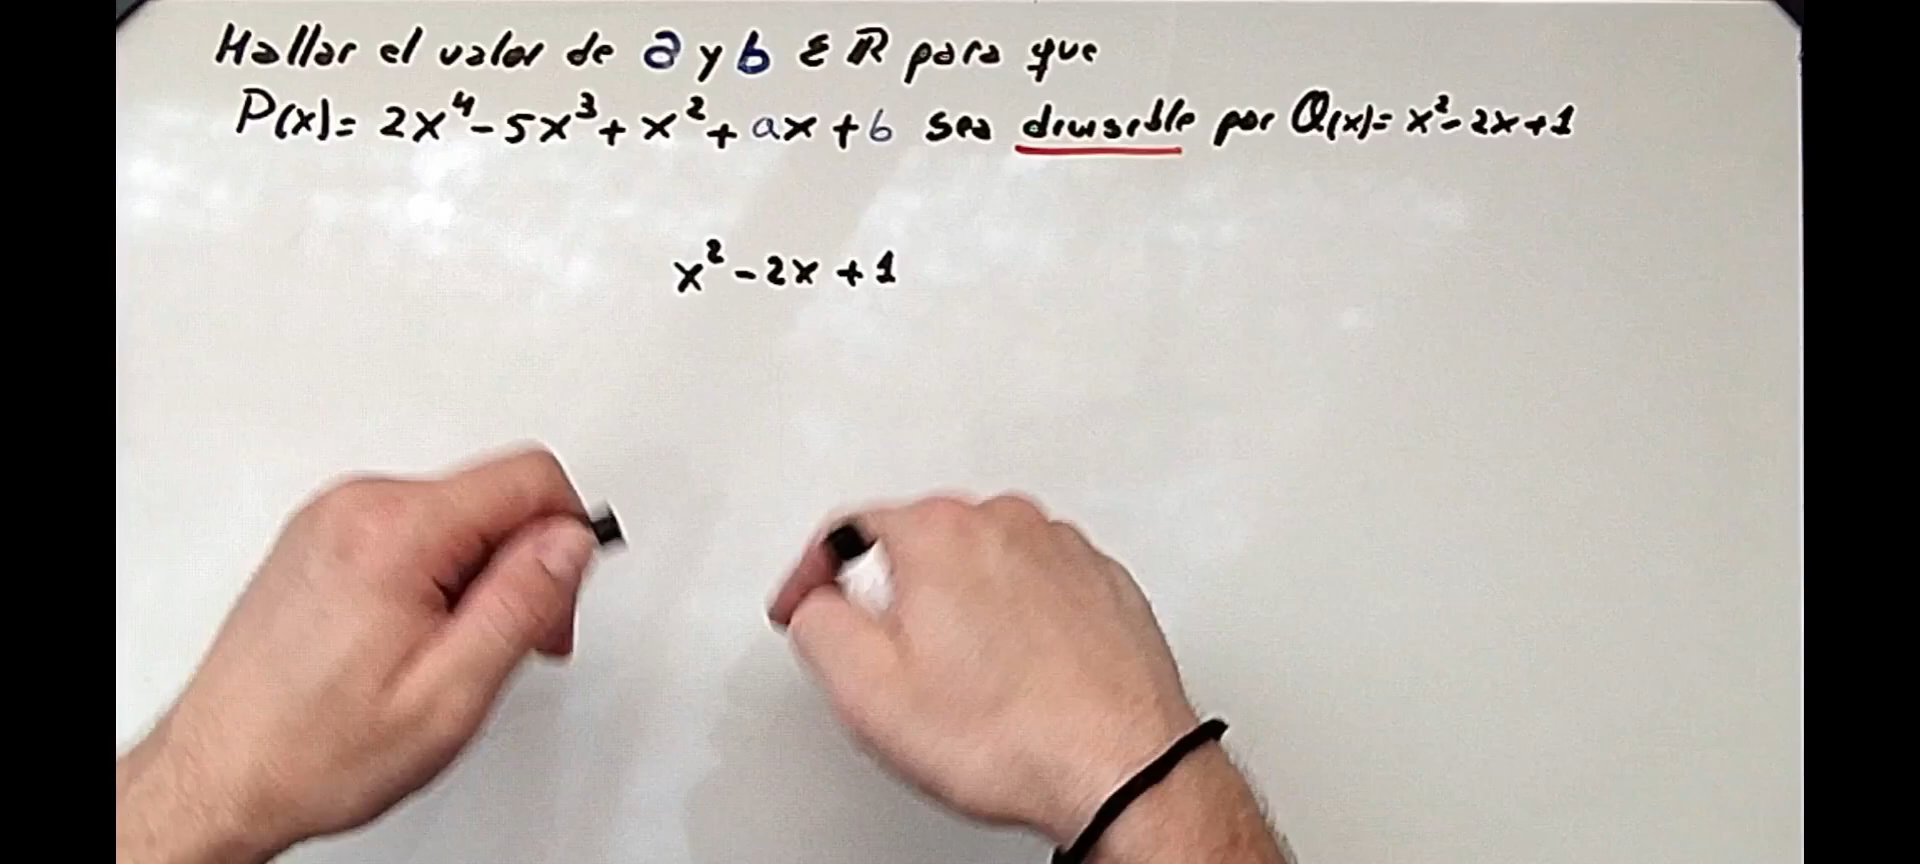 Hallar el valor de a y b ∈ ℝ para que
P(x)= 2x⁴-5x³+x²+ax+b sea divisible por Q(x)= x²-2x+1
x²-2x+1